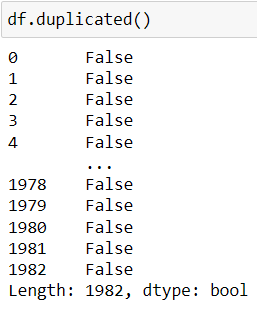 df.duplicated()
0       False
1       False
2       False
3       False
4       False
        ...
1978    False
1979    False
1980    False
1981    False
1982    False
Length: 1982, dtype: bool